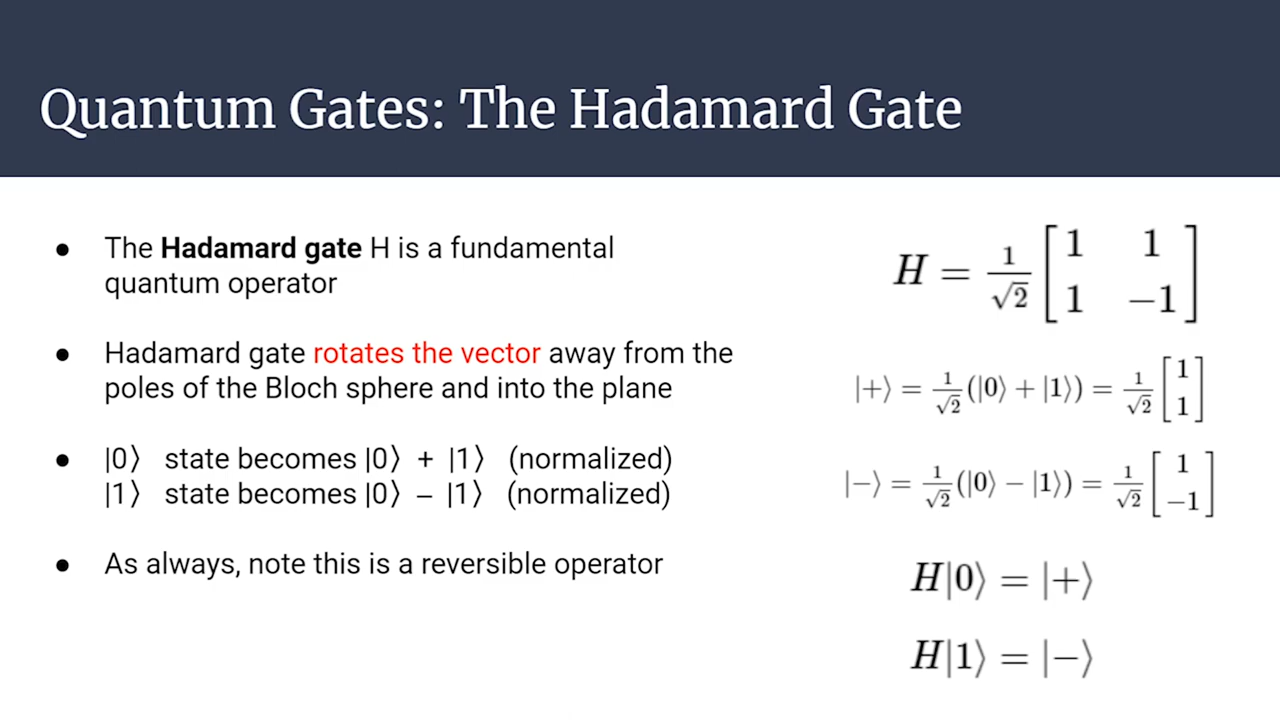 Quantum Gates: The Hadamard Gate
● The Hadamard gate H is a fundamental
quantum operator
● Hadamard gate rotates the vector away from the
poles of the Bloch sphere and into the plane
● |0⟩ state becomes |0⟩ + |1⟩ (normalized)
|1⟩ state becomes |0⟩ – |1⟩ (normalized)
● As always, note this is a reversible operator
H = 1/√2 [1 1; 1 −1]
|+⟩ = 1/√2 (|0⟩ + |1⟩) = 1/√2 [1; 1]
|−⟩ = 1/√2 (|0⟩ − |1⟩) = 1/√2 [1; −1]
H|0⟩ = |+⟩
H|1⟩ = |−⟩